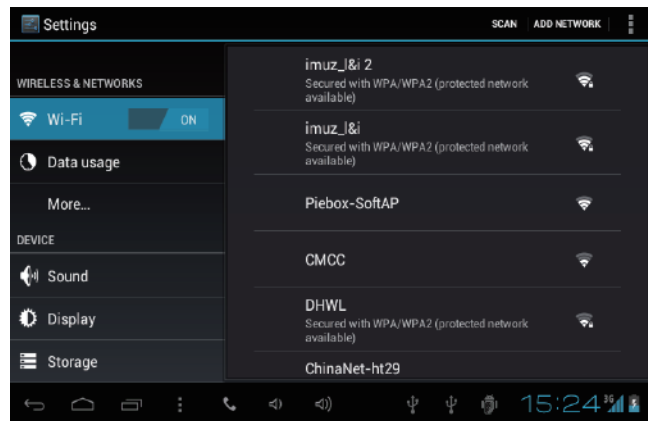 Settings
SCAN
ADD NETWORK
WIRELESS & NETWORKS
Wi-Fi
ON
Data usage
More...
DEVICE
Sound
Display
Storage
imuz_l&i 2
Secured with WPA/WPA2 (protected network
available)
imuz_l&i
Secured with WPA/WPA2 (protected network
available)
Piebox-SoftAP
CMCC
DHWL
Secured with WPA/WPA2 (protected network
available)
ChinaNet-ht29
15:24
3G